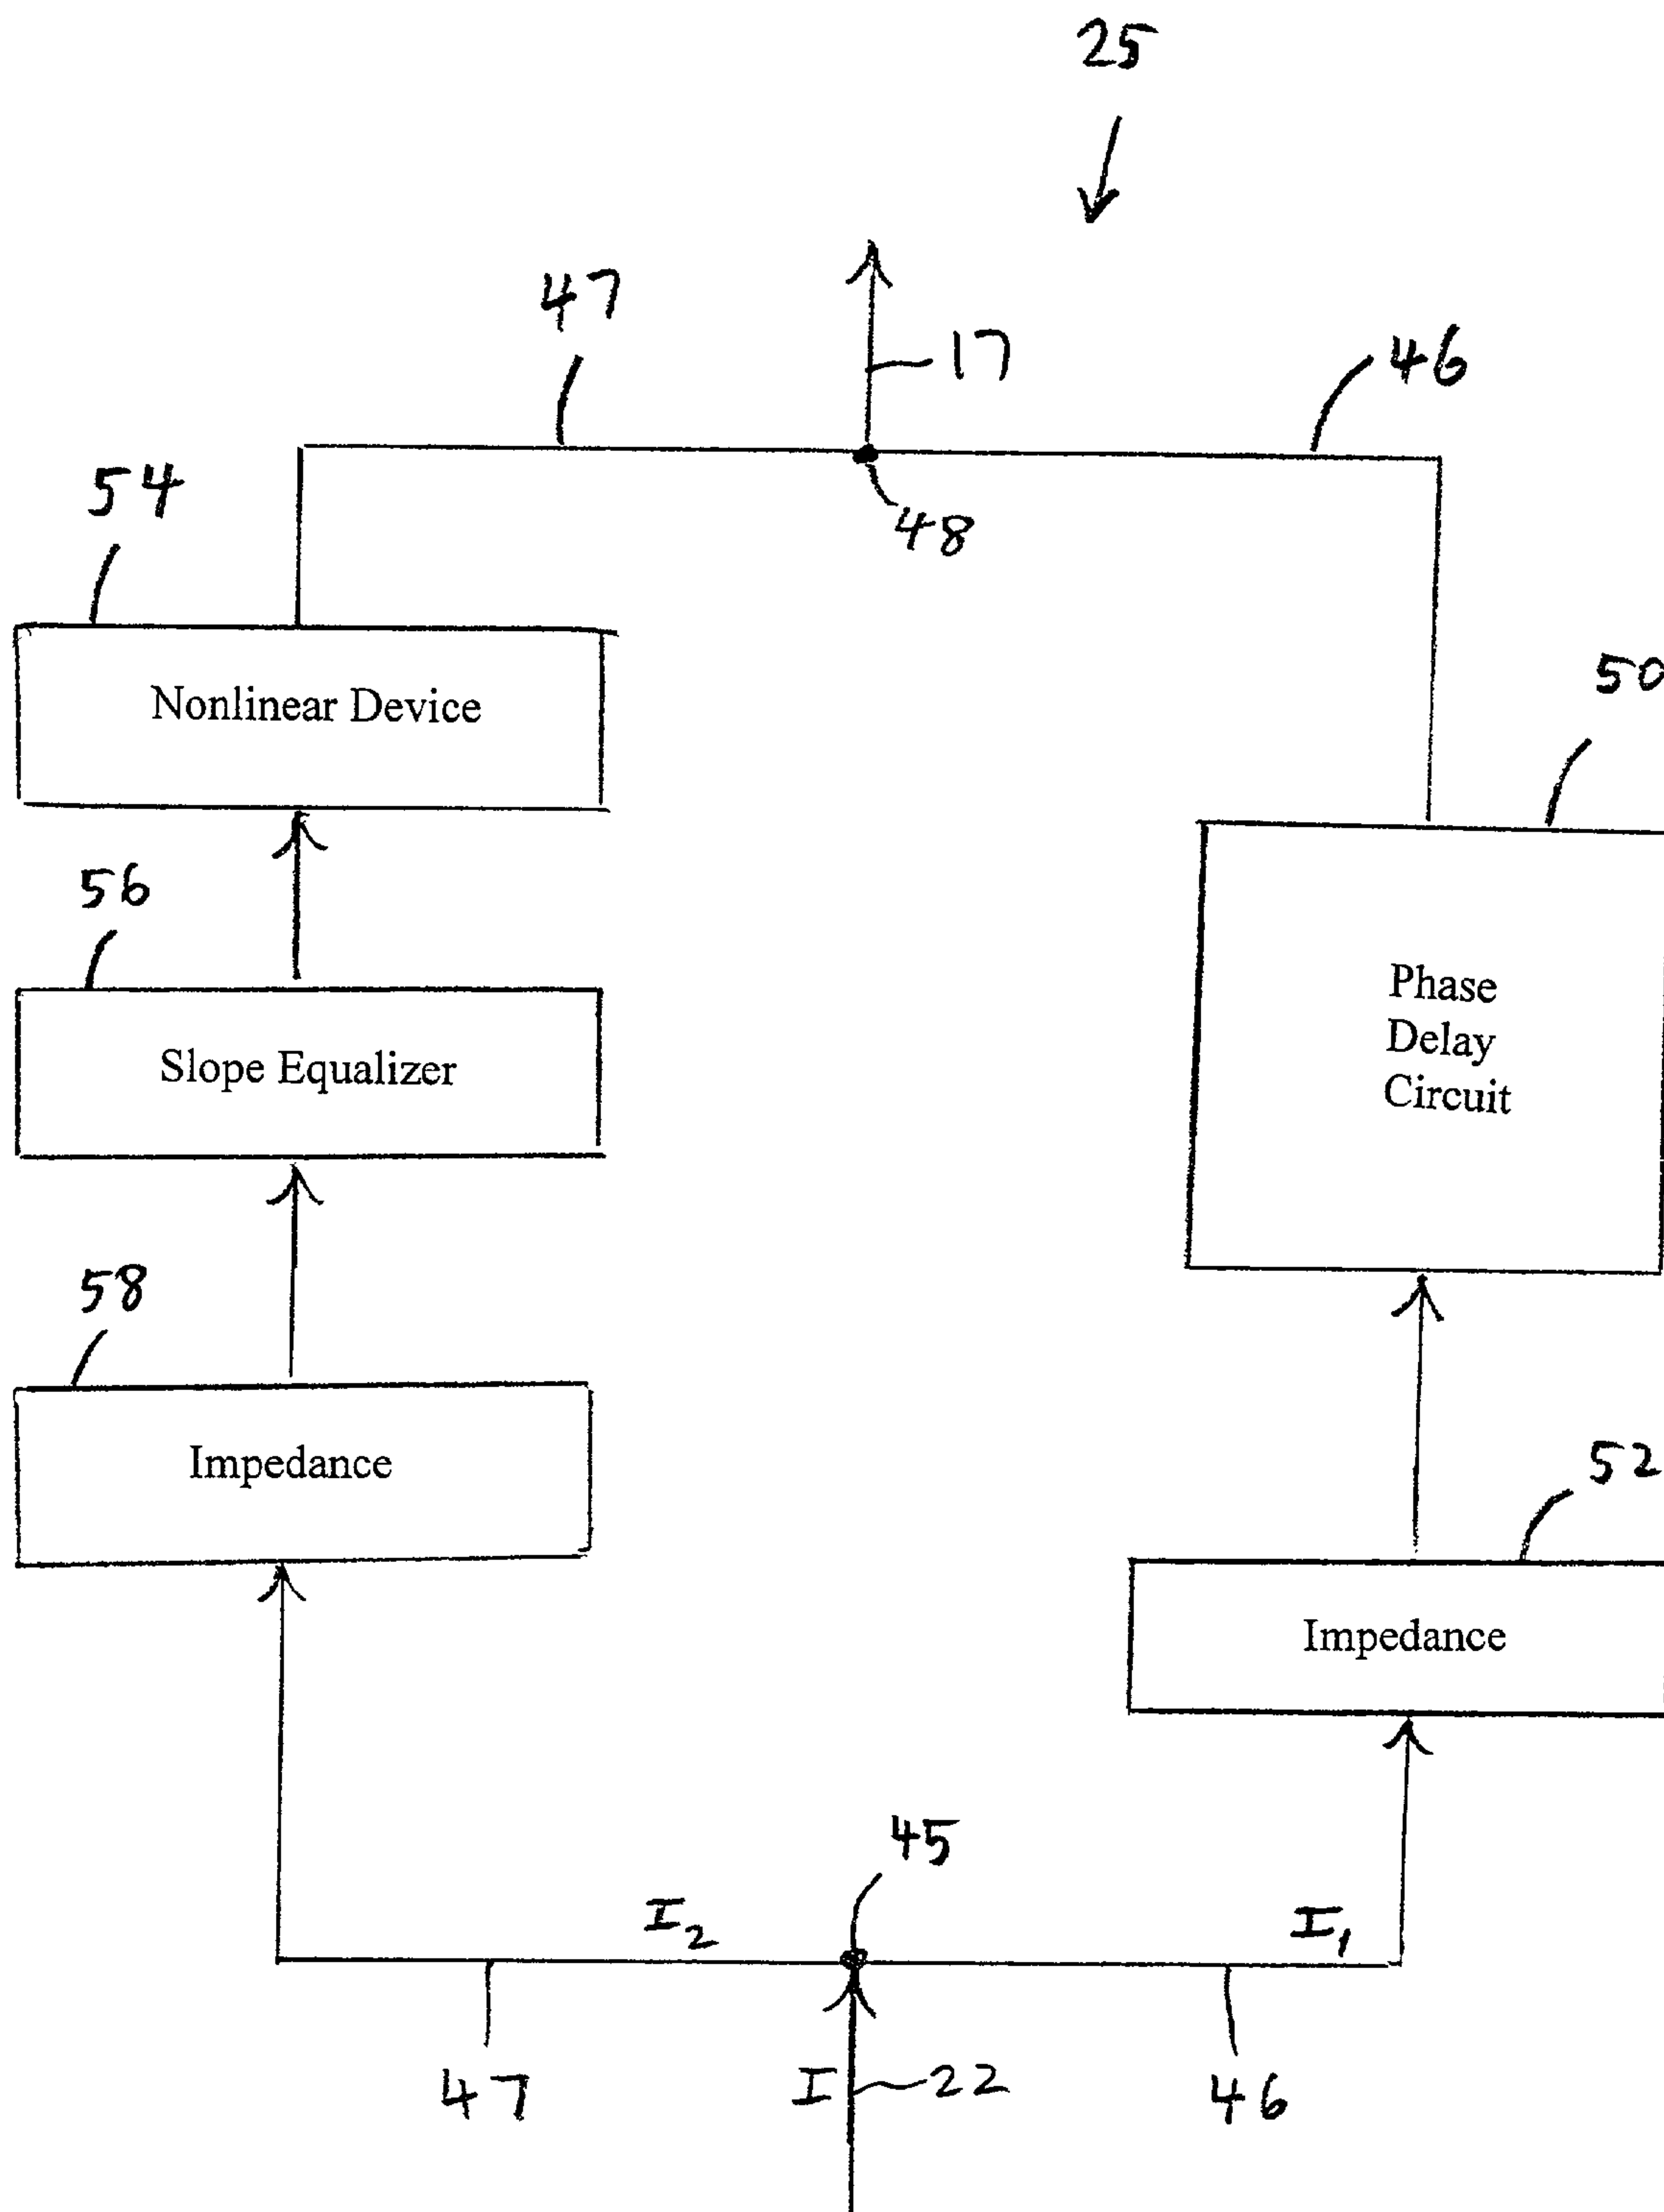 25
47
17
46
54
48
Nonlinear Device
50
56
Phase
Delay
Circuit
Slope Equalizer
58
Impedance
52
Impedance
45
I₂
I₁
47
I
22
46